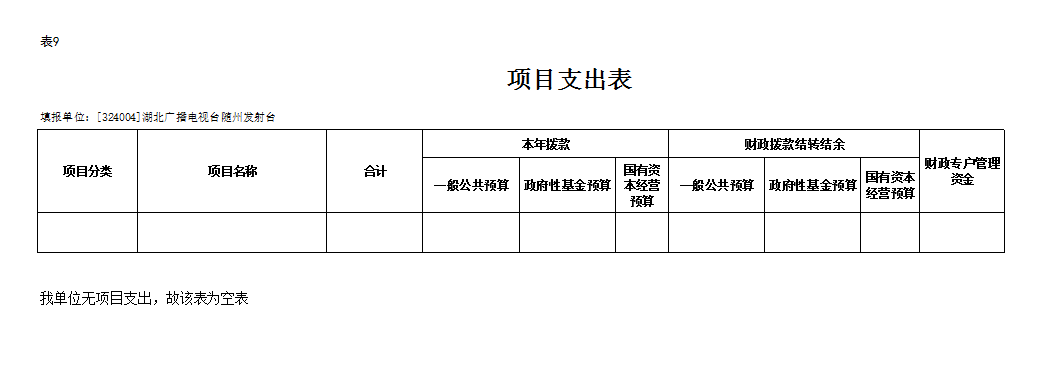 表9
项目支出表
填报单位：[324004]湖北广播电视台随州发射台
项目分类
项目名称
合计
本年拨款
财政拨款结转结余
财政专户管理
资金
一般公共预算
政府性基金预算
国有资
本经营
预算
一般公共预算
政府性基金预算
国有资本
经营预算
我单位无项目支出，故该表为空表